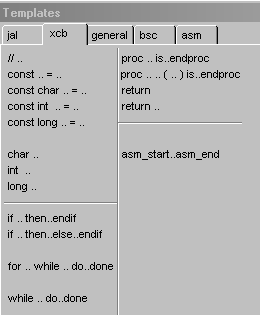 Templates
jal xcb general bsc asm
// ..
const .. = ..
const char .. = ..
const int .. = ..
const long .. = ..
char ..
int ..
long ..
if .. then..endif
if .. then..else..endif
for .. while .. do..done
while .. do..done
proc .. is..endproc
proc .. .. ( .. ) is..endproc
return
return ..
asm_start..asm_end